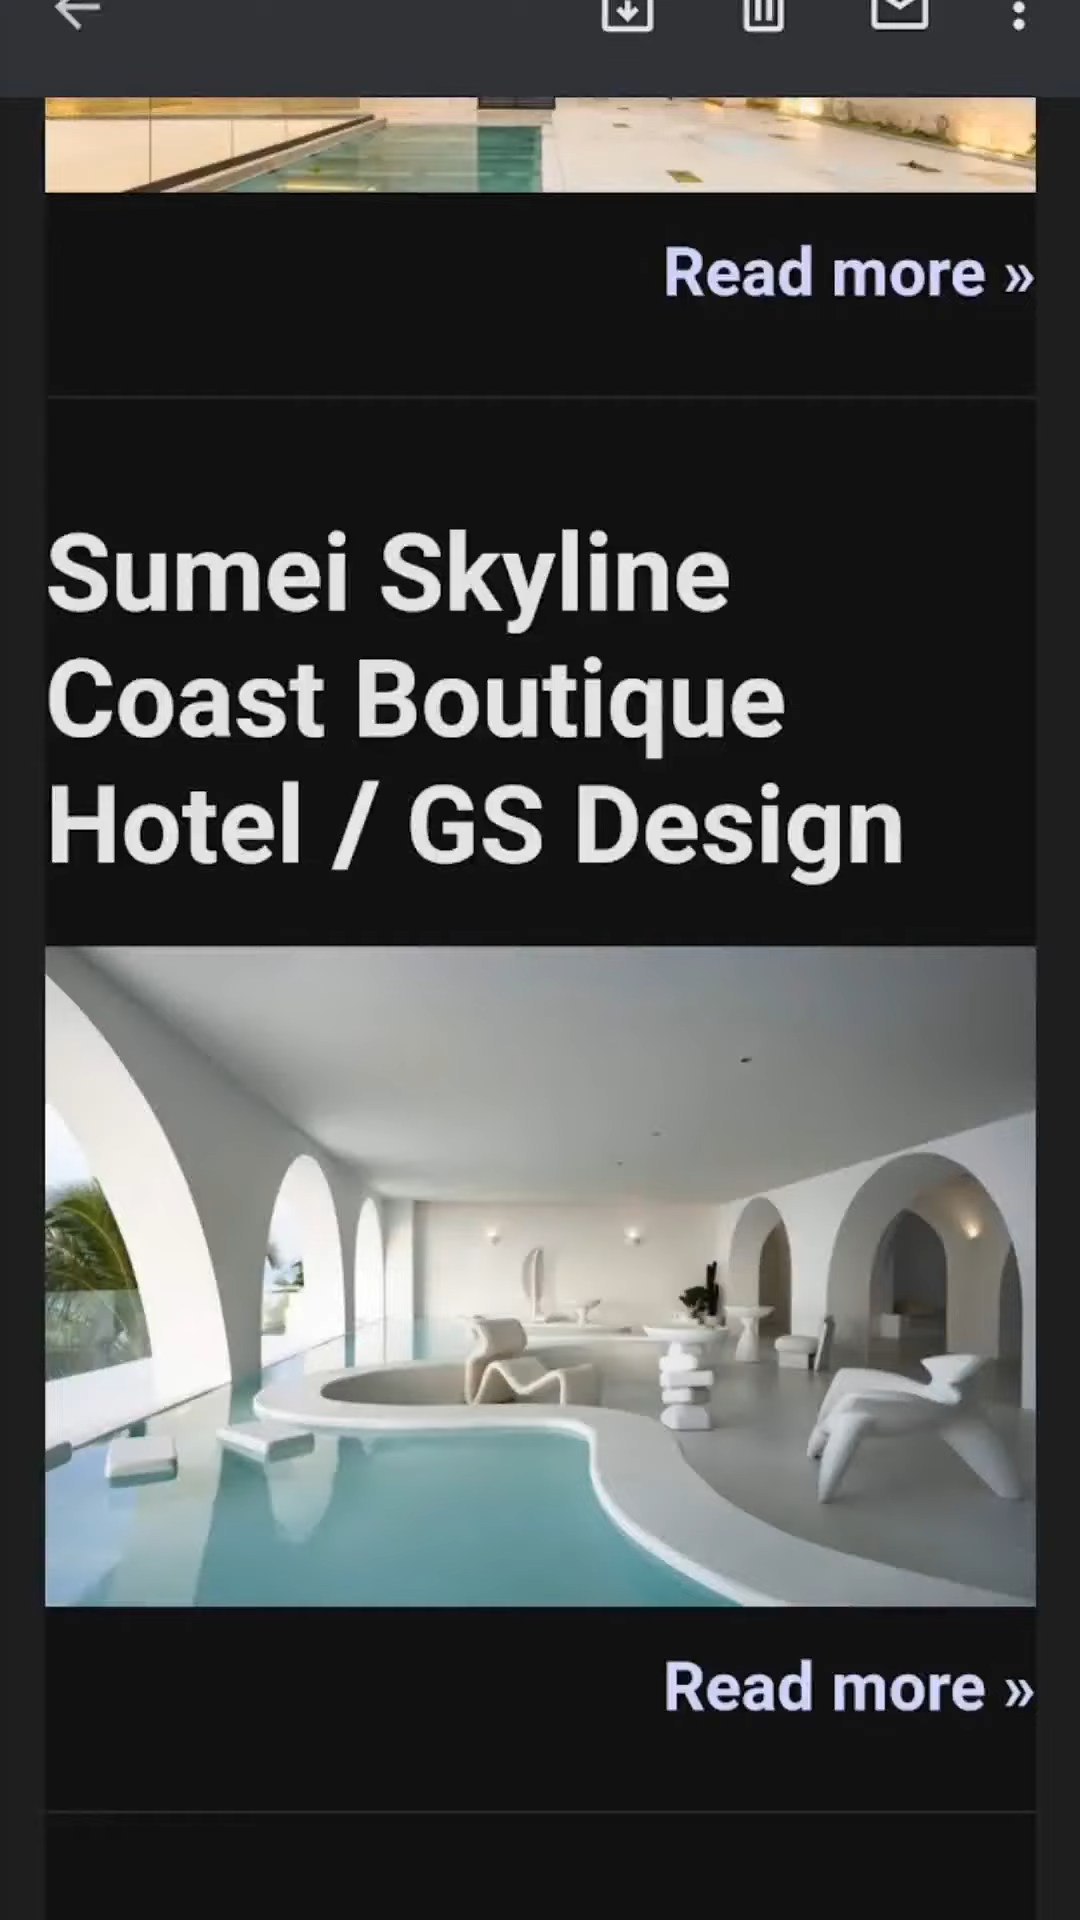 Read more »
Sumei Skyline
Coast Boutique
Hotel / GS Design
Read more »